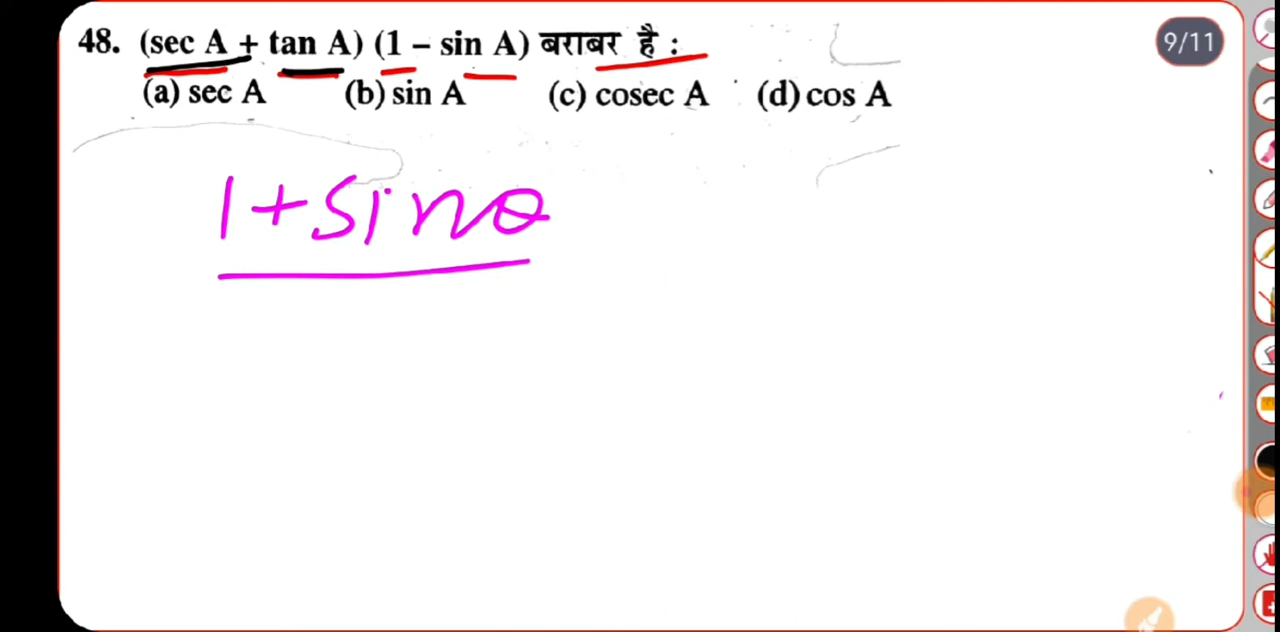 48. (sec A + tan A) (1 – sin A) बराबर है :
(a) sec A (b) sin A (c) cosec A (d) cos A
1+sinθ
9/11